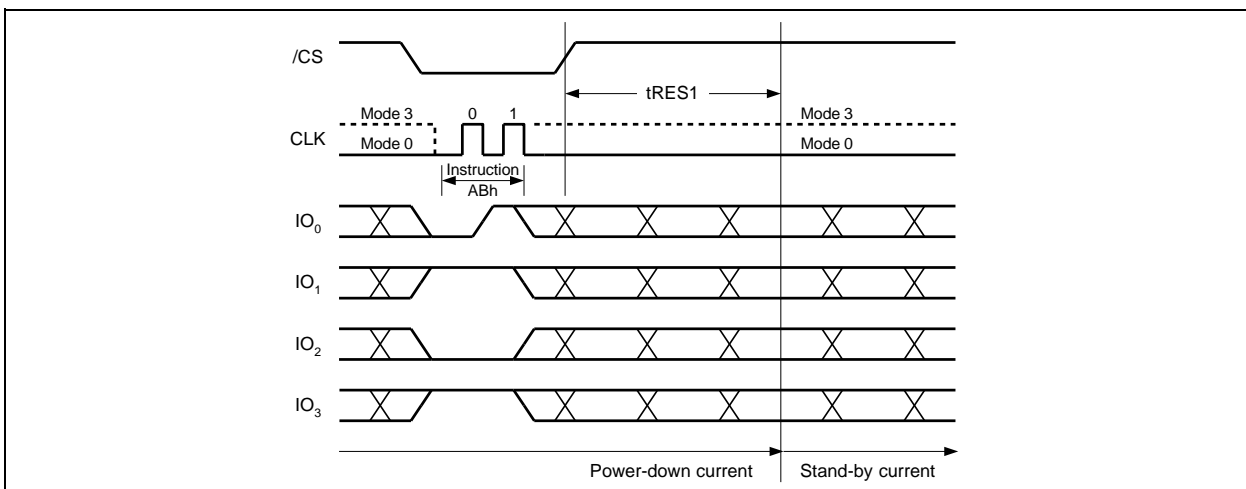 /CS
tRES1
Mode 3 0 1 Mode 3
CLK
Mode 0 Mode 0
Instruction
ABh
IO0
IO1
IO2
IO3
Power-down current Stand-by current